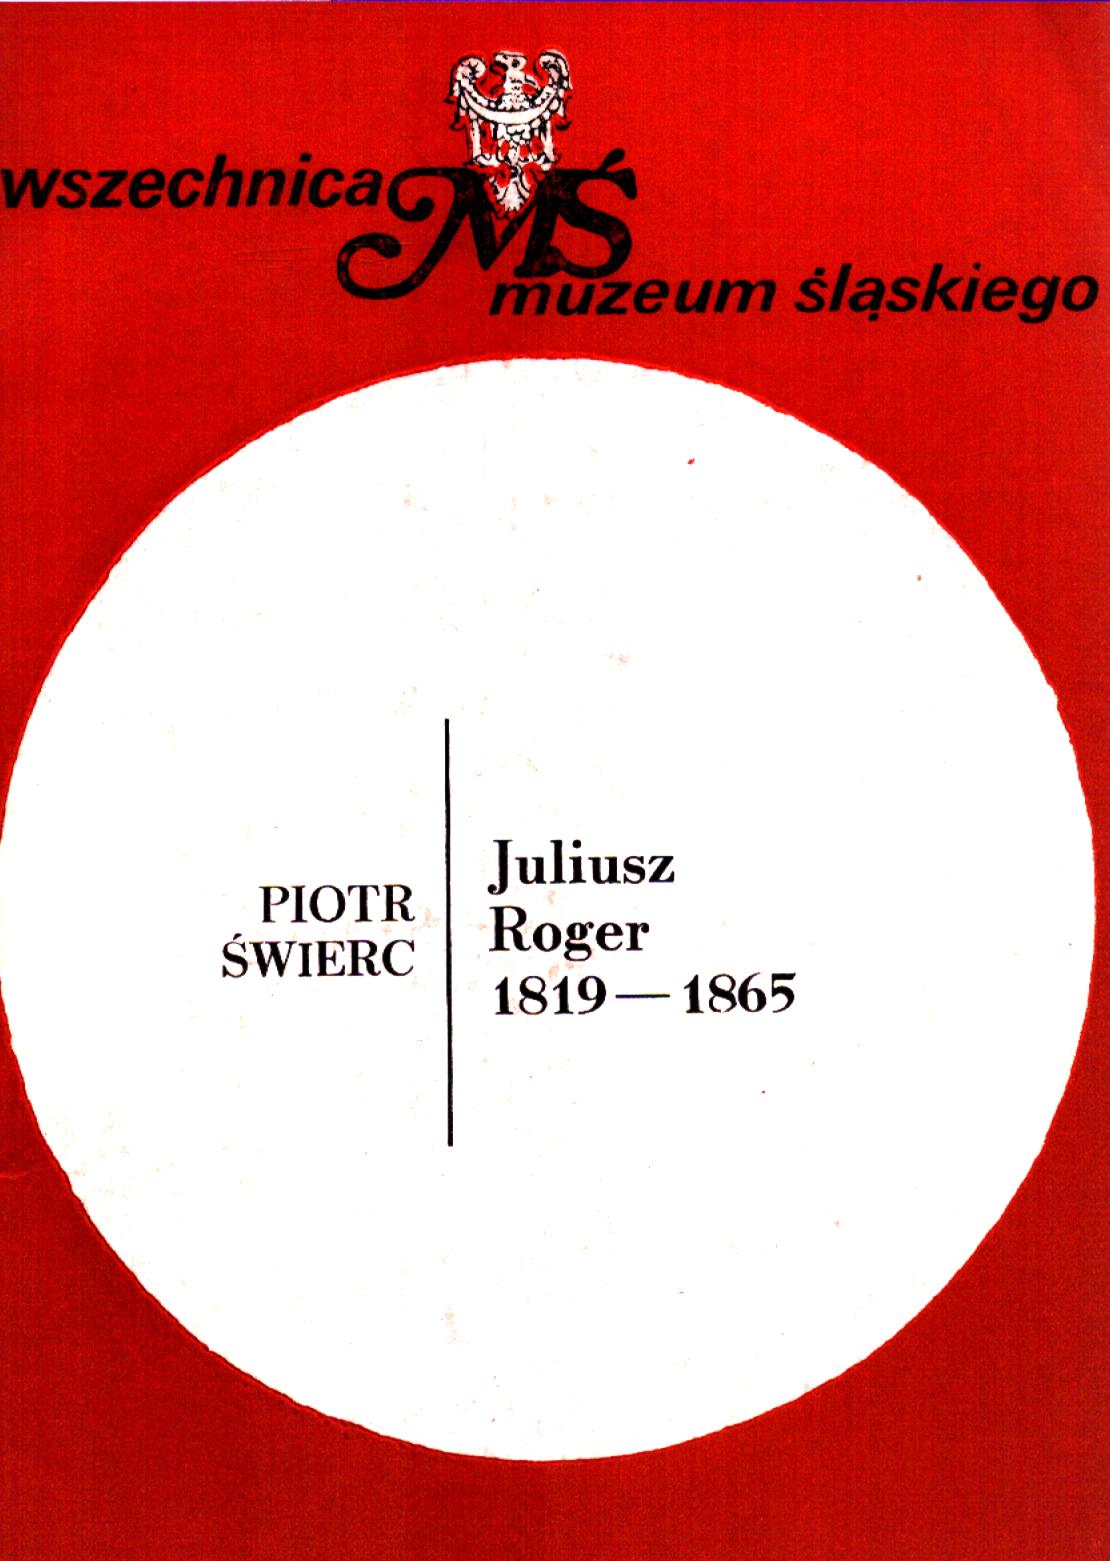 wszechnica
MŚ
muzeum śląskiego
PIOTR
ŚWIERC
Juliusz
Roger
1819 — 1865